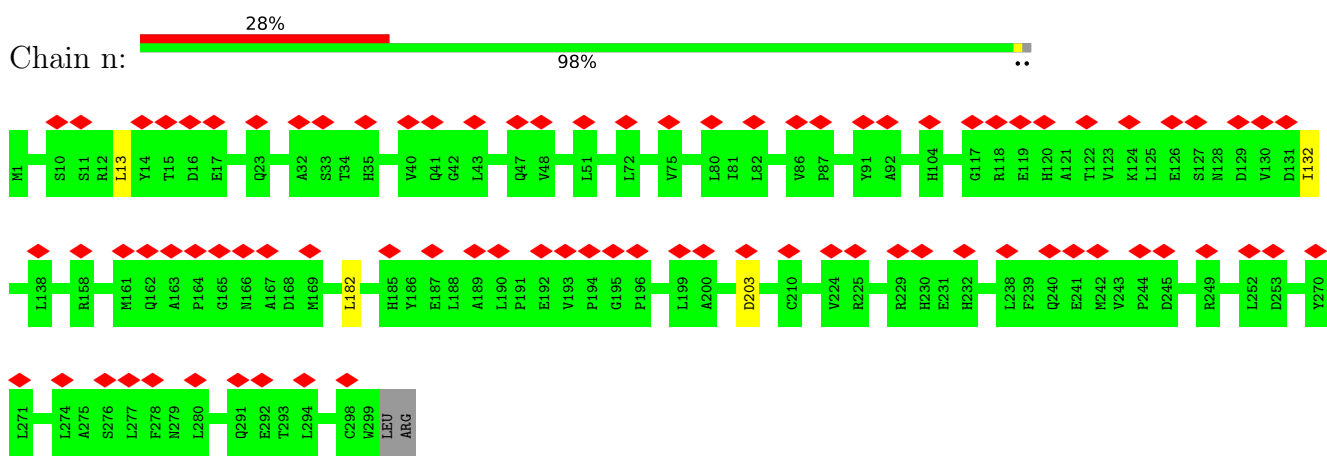 28%
Chain n:
98%
••
M1 S10 S11 R12 L13 Y14 T15 D16 E17 Q23 A32 S33 T34 H35 V40 Q41 G42 L43 Q47 V48 L51 L72 V75 L80 I81 L82 V86 P87 Y91 A92 H104 G117 R118 E119 H120 A121 T122 V123 K124 L125 E126 S127 N128 D129 V130 D131 I132
L138 R158 M161 Q162 A163 P164 G165 N166 A167 D168 M169 L182 H185 Y186 E187 L188 A189 L190 P191 E192 V193 P194 G195 P196 L199 A200 D203 C210 V224 R225 R229 H230 E231 H232 L238 F239 Q240 E241 M242 V243 P244 D245 R249 L252 D253 Y270
L271 L274 A275 S276 L277 F278 N279 L280 Q291 E292 T293 L294 C298 W299 LEU ARG